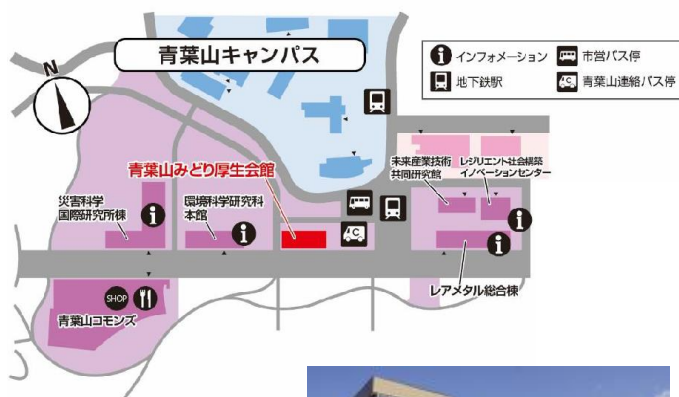 青葉山キャンパス
N
インフォメーション
市営バス停
地下鉄駅
青葉山連絡バス停
青葉山みどり厚生会館
未来産業技術
共同研究館
レジリエント社会構築
イノベーションセンター
災害科学
国際研究所棟
環境科学研究科
本館
レアメタル総合棟
SHOP
青葉山コモンズ